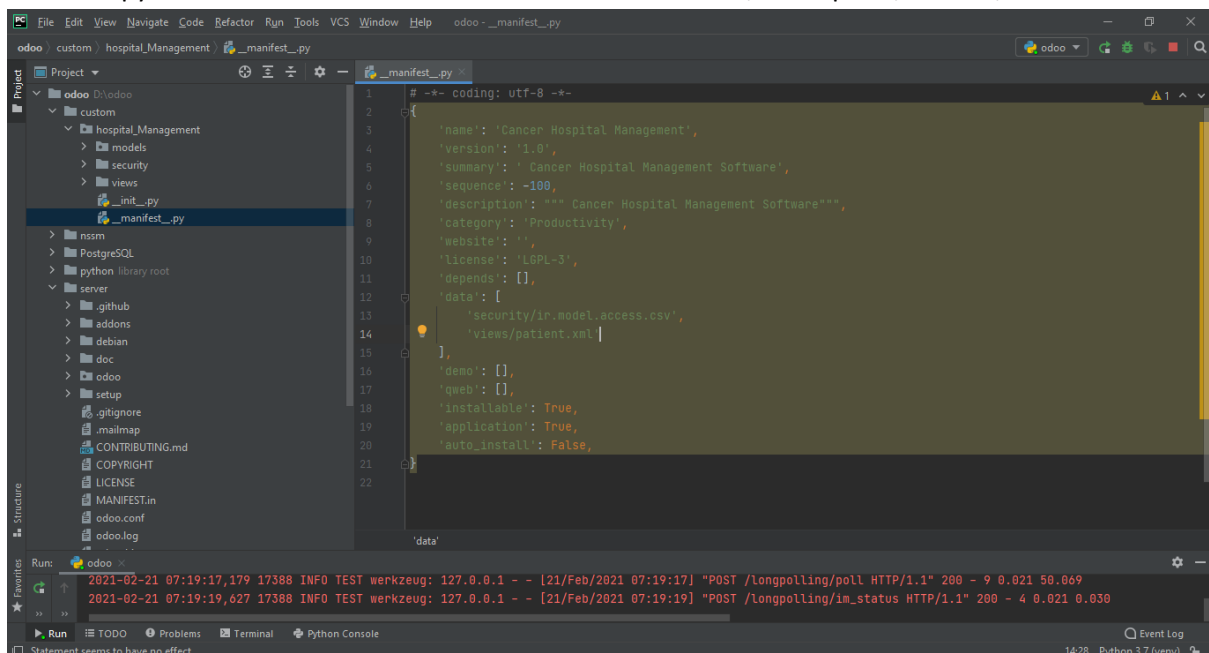 File Edit View Navigate Code Refactor Run Tools VCS Window Help odoo - __manifest__.py
odoo custom hospital_Management __manifest__.py odoo
Project
Project
__manifest__.py
odoo D:\odoo
custom
hospital_Management
models
security
views
__init__.py
__manifest__.py
nssm
PostgreSQL
python library root
server
.github
addons
debian
doc
odoo
setup
.gitignore
.mailmap
CONTRIBUTING.md
COPYRIGHT
LICENSE
MANIFEST.in
odoo.conf
odoo.log
1 # -*- coding: utf-8 -*-
2 {
3 'name': 'Cancer Hospital Management',
4 'version': '1.0',
5 'summary': ' Cancer Hospital Management Software',
6 'sequence': -100,
7 'description': """ Cancer Hospital Management Software""",
8 'category': 'Productivity',
9 'website': '',
10 'license': 'LGPL-3',
11 'depends': [],
12 'data': [
13 'security/ir.model.access.csv',
14 'views/patient.xml'
15 ],
16 'demo': [],
17 'qweb': [],
18 'installable': True,
19 'application': True,
20 'auto_install': False,
21 }
22
1
'data'
Structure
Favorites
Run: odoo
2021-02-21 07:19:17,179 17388 INFO TEST werkzeug: 127.0.0.1 - - [21/Feb/2021 07:19:17] "POST /longpolling/poll HTTP/1.1" 200 - 9 0.021 50.069
2021-02-21 07:19:19,627 17388 INFO TEST werkzeug: 127.0.0.1 - - [21/Feb/2021 07:19:19] "POST /longpolling/im_status HTTP/1.1" 200 - 4 0.021 0.030
Run TODO Problems Terminal Python Console Event Log
Statement seems to have no effect 14:28 Python 3.7 (venv)